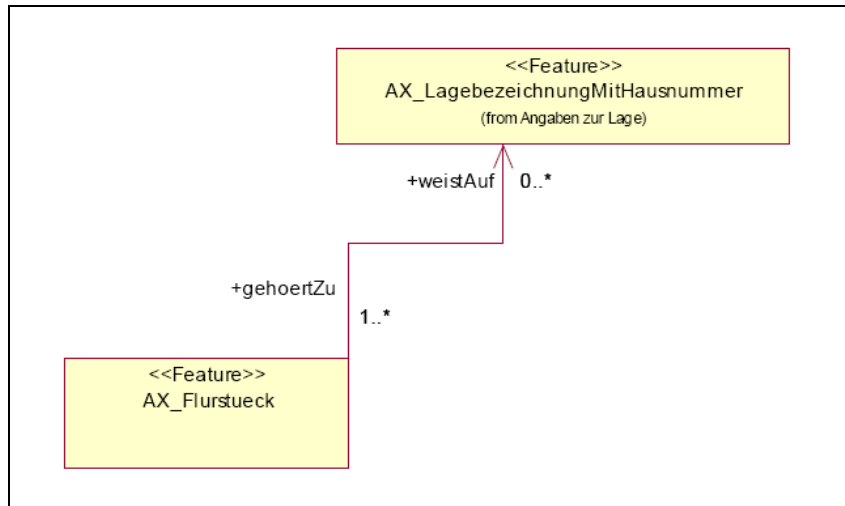 <<Feature>>
AX_LagebezeichnungMitHausnummer
(from Angaben zur Lage)
+weistAuf
0..*
+gehoertZu
1..*
<<Feature>>
AX_Flurstueck